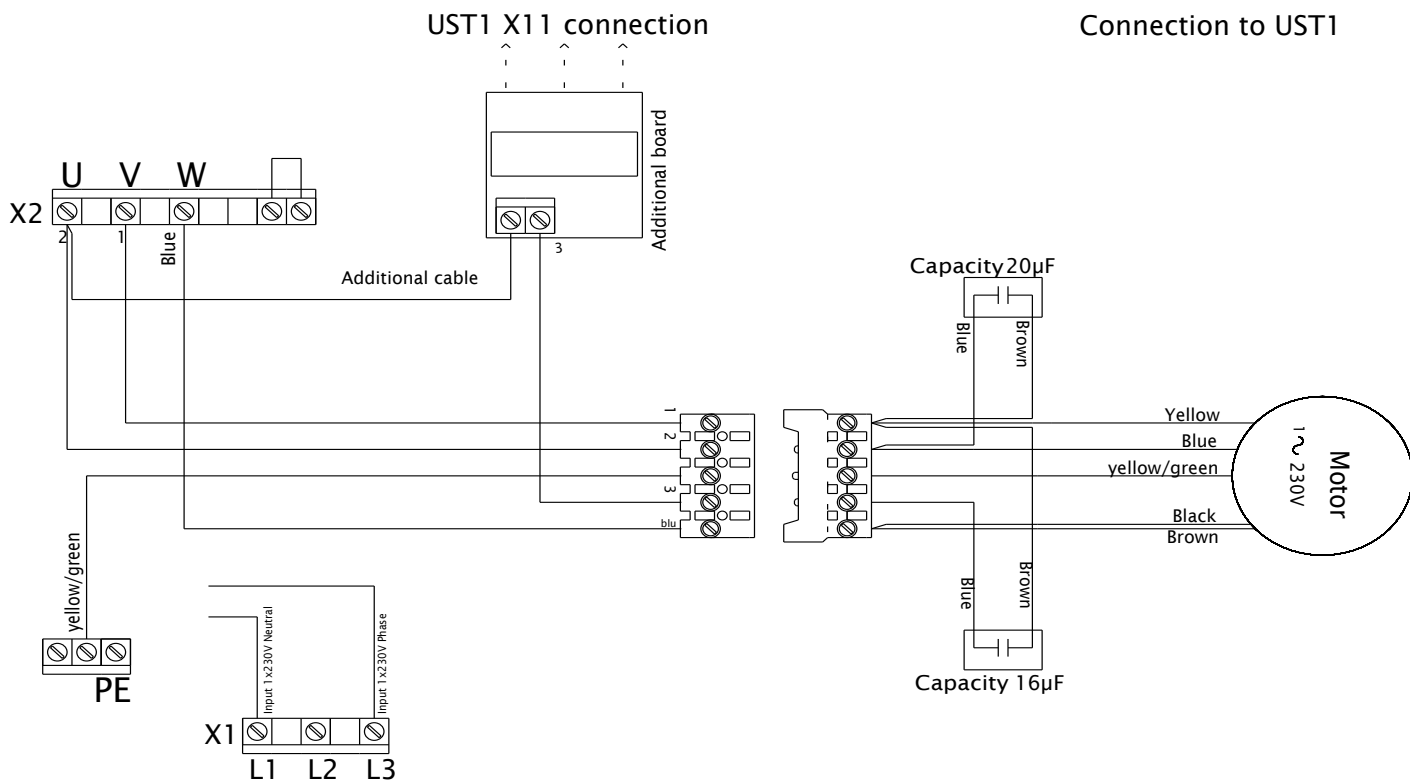 UST1 X11 connection
Connection to UST1
Additional board
U V W
X2
2 1 Blue
3
Additional cable
Capacity 20µF
Blue
Brown
1
2
3
blu
Yellow
Blue
yellow/green
Black
Brown
Motor
1~ 230V
yellow/green
PE
Input 1x230V Neutral
Input 1x230V Phase
Blue
Brown
Capacity 16µF
X1
L1 L2 L3